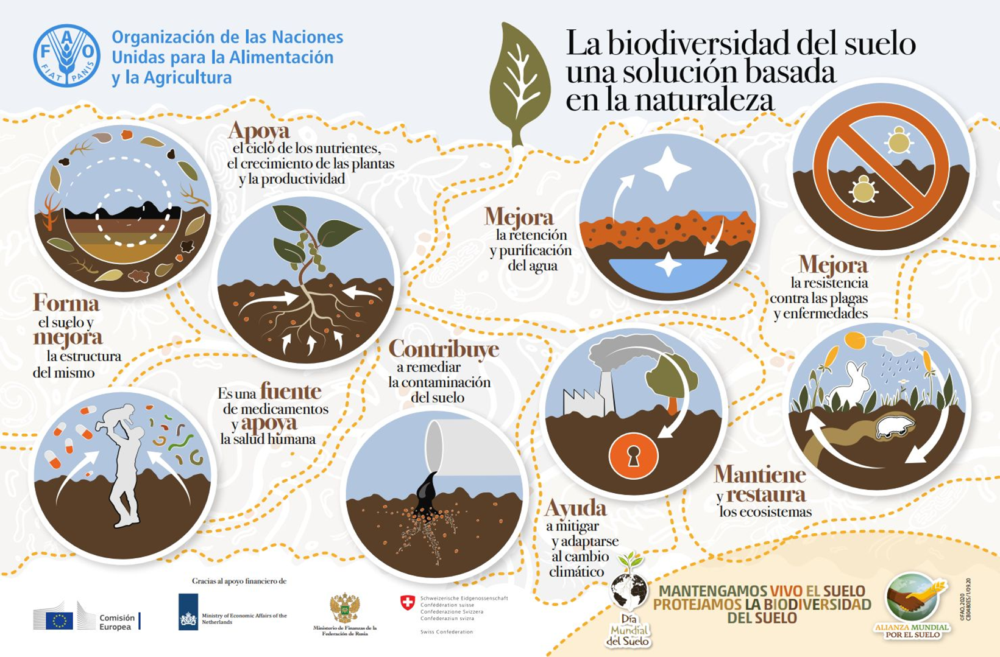 FAO
FIAT PANIS
Organización de las Naciones
Unidas para la Alimentación
y la Agricultura
La biodiversidad del suelo
una solución basada
en la naturaleza
Apoya
el ciclo de los nutrientes,
el crecimiento de las plantas
y la productividad
Forma
el suelo y
mejora
la estructura
del mismo
Mejora
la retención
y purificación
del agua
Mejora
la resistencia
contra las plagas
y enfermedades
Es una fuente
de medicamentos
y apoya
la salud humana
Contribuye
a remediar
la contaminación
del suelo
Ayuda
a mitigar
y adaptarse
al cambio
climático
Mantiene
y restaura
los ecosistemas
Gracias al apoyo financiero de
Comisión
Europea
Ministry of Economic Affairs of the
Netherlands
Ministerio de Finanzas de la
Federación de Rusia
Schweizerische Eidgenossenschaft
Confédération suisse
Confederazione Svizzera
Confederaziun svizra
Swiss Confederation
Día
Mundial
del Suelo
MANTENGAMOS VIVO EL SUELO
PROTEJAMOS LA BIODIVERSIDAD
DEL SUELO
ALIANZA MUNDIAL
POR EL SUELO
©FAO, 2020
CB0480ES/1/09.20